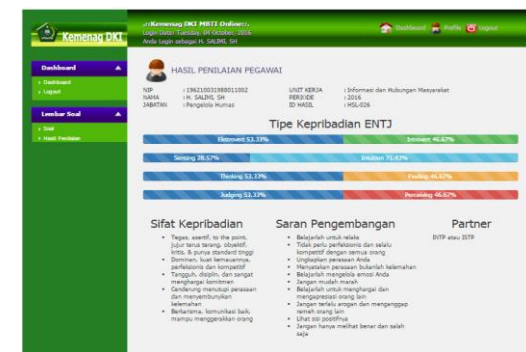 Kemenag DKI
.::Kemenag DKI MBTI Online::.
Login Date: Tuesday, 04 October, 2016
Anda Login sebagai H. SALIMI, SH
Dashboard Profile Logout
Dashboard
Dashboard
Logout
Lembar Soal
Soal
Hasil Penilaian
HASIL PENILAIAN PEGAWAI
NIP : 196210031988011002
NAMA : H. SALIMI, SH
JABATAN : Pengelola Humas
UNIT KERJA : Informasi dan Hubungan Masyarakat
PERIODE : 2016
ID HASIL : HSL-026
Tipe Kepribadian ENTJ
Ekstrovert 53.33% Introvert 46.67%
Sensing 28.57% Intuition 71.43%
Thinking 53.33% Feeling 46.67%
Judging 53.33% Perceiving 46.67%
Sifat Kepribadian
Tegas, asertif, to the point,
jujur terus terang, objektif,
kritis, & punya standard tinggi
Dominan, kuat kemauannya,
perfeksionis dan kompetitif
Tangguh, disiplin, dan sangat
menghargai komitmen
Cenderung menutupi perasaan
dan menyembunyikan
kelemahan
Berkarisma, komunikasi baik,
mampu menggerakkan orang
Saran Pengembangan
Belajarlah untuk relaks
Tidak perlu perfeksionis dan selalu
kompetitif dengan semua orang
Ungkapkan perasaan Anda
Menyatakan perasaan bukanlah kelemahan
Belajarlah mengelola emosi Anda
Jangan mudah marah
Belajarlah untuk menghargai dan
mengapresiasi orang lain
Jangan terlalu arogan dan menganggap
remeh orang lain
Lihat sisi positifnya
Jangan hanya melihat benar dan salah
saja
Partner
INTP atau ISTP